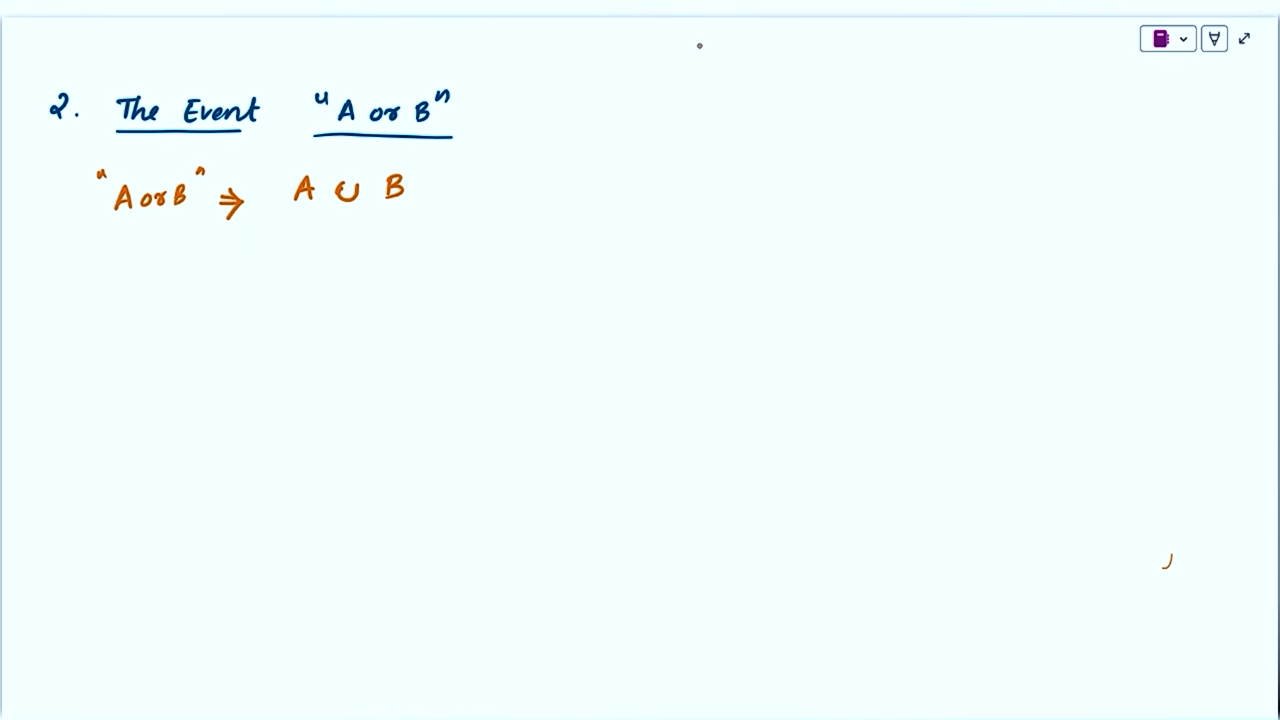 2. The Event "A or B"
"A or B" ⇒ A ∪ B